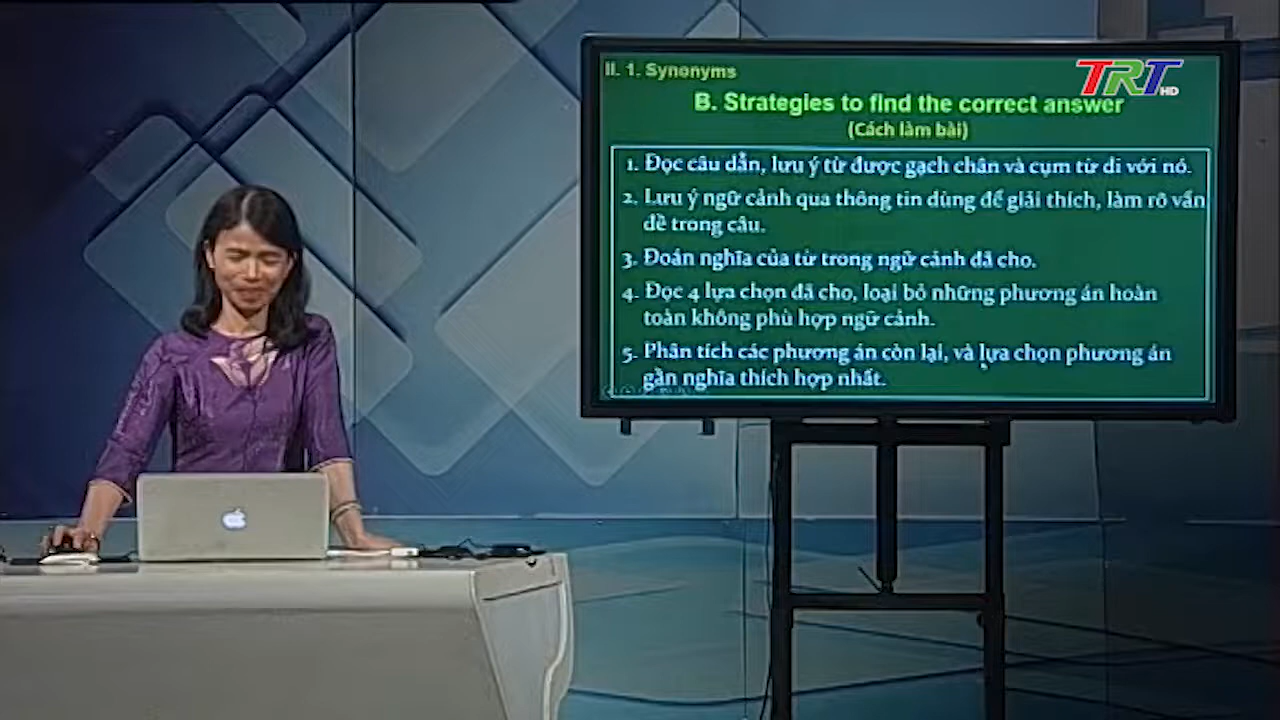 II. 1. Synonyms
TRT HD
B. Strategies to find the correct answer
(Cách làm bài)
1. Đọc câu dẫn, lưu ý từ được gạch chân và cụm từ đi với nó.
2. Lưu ý ngữ cảnh qua thông tin dùng để giải thích, làm rõ vấn
đề trong câu.
3. Đoán nghĩa của từ trong ngữ cảnh đã cho.
4. Đọc 4 lựa chọn đã cho, loại bỏ những phương án hoàn
toàn không phù hợp ngữ cảnh.
5. Phân tích các phương án còn lại, và lựa chọn phương án
gần nghĩa thích hợp nhất.